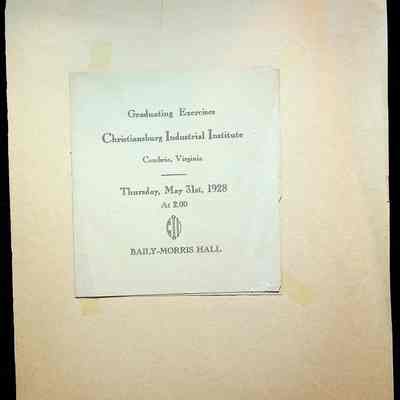 Graduating Exercises
Christiansburg Industrial Institute
Cambria, Virginia
Thursday, May 31st, 1928
At 2.00
CII
BAILY-MORRIS HALL